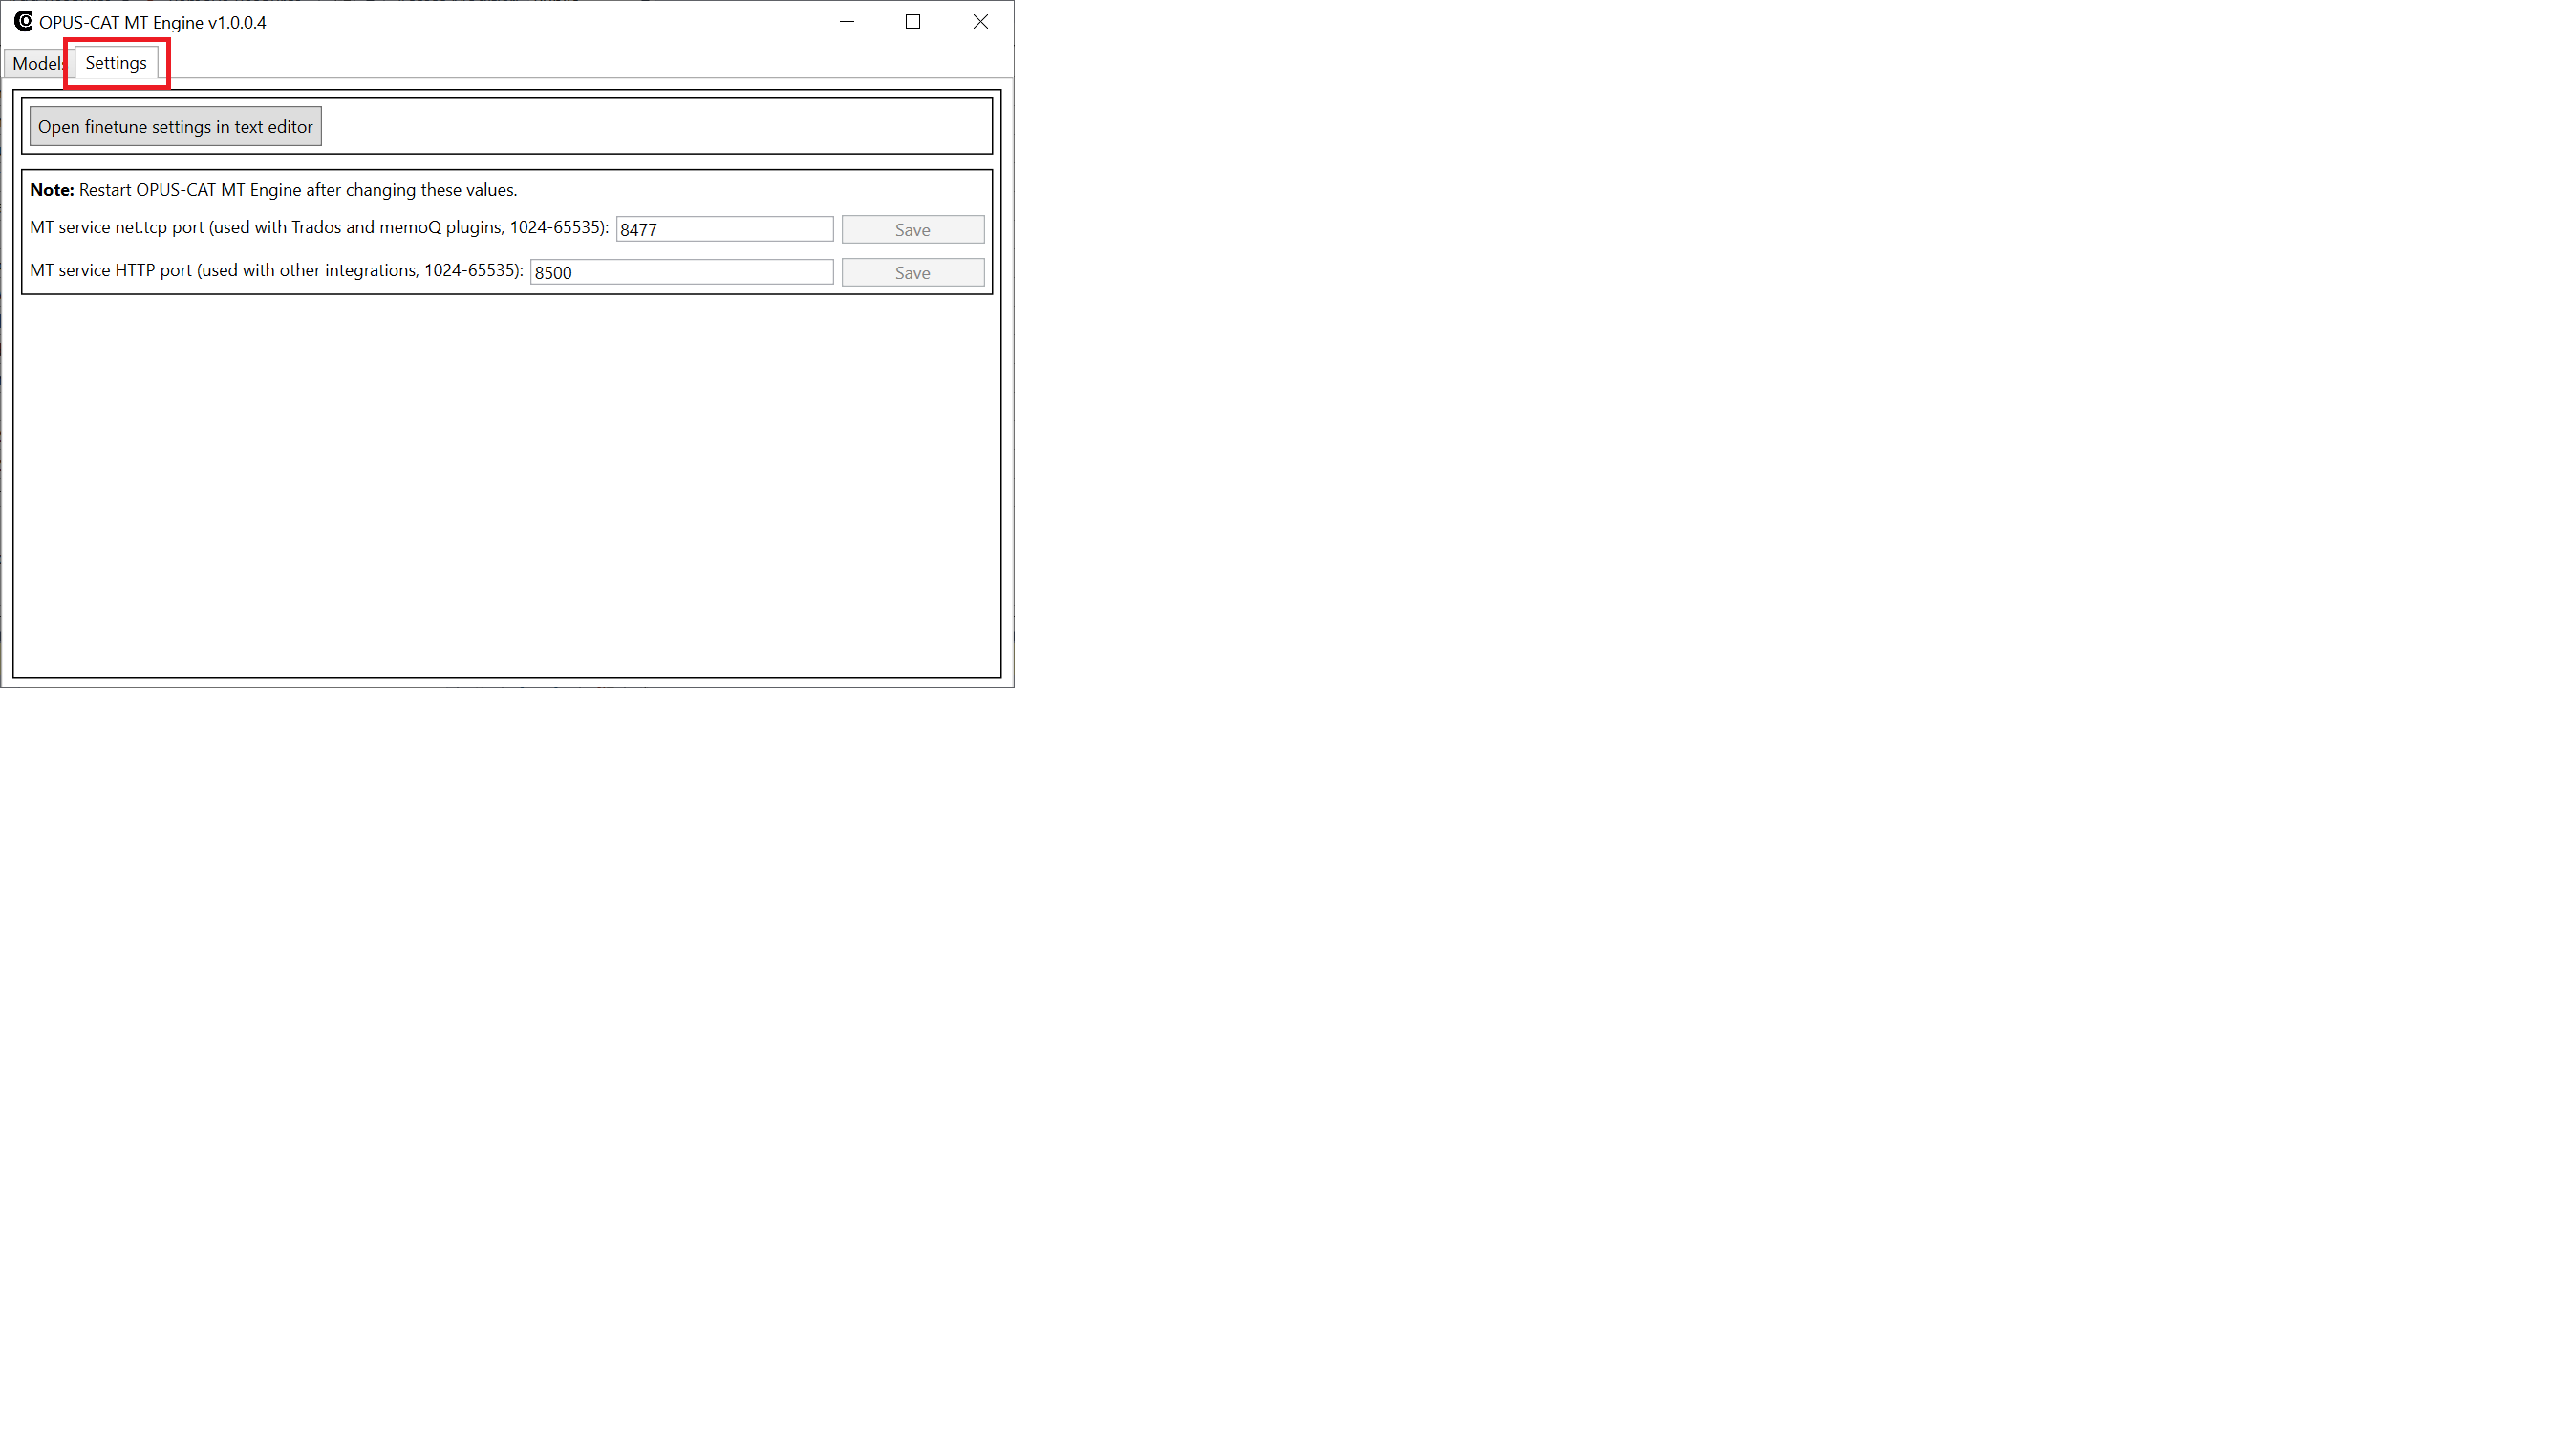 OPUS-CAT MT Engine v1.0.0.4
Models Settings
Open finetune settings in text editor
Note: Restart OPUS-CAT MT Engine after changing these values.
MT service net.tcp port (used with Trados and memoQ plugins, 1024-65535): 8477 Save
MT service HTTP port (used with other integrations, 1024-65535): 8500 Save